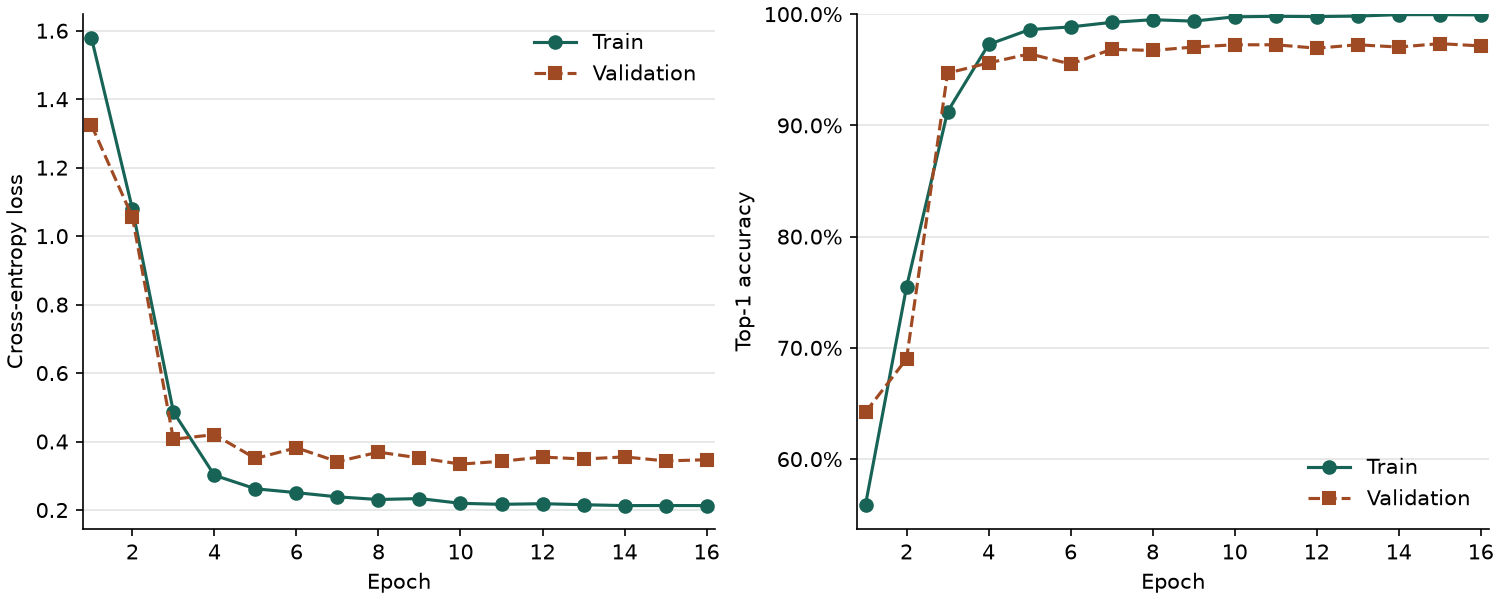 Cross-entropy loss
1.6
1.4
1.2
1.0
0.8
0.6
0.4
0.2
2 4 6 8 10 12 14 16
Epoch
Train
Validation
Top-1 accuracy
100.0%
90.0%
80.0%
70.0%
60.0%
2 4 6 8 10 12 14 16
Epoch
Train
Validation